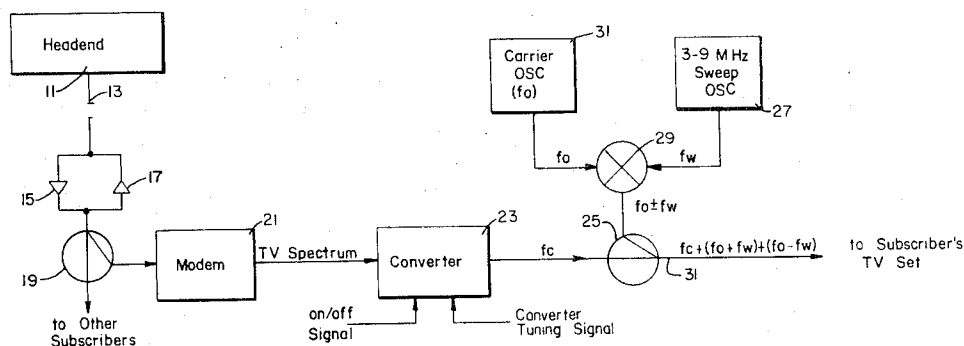 Headend
11
13
15
17
19
to Other
Subscribers
21
Modem
TV Spectrum
23
Converter
on/off
Signal
Converter
Tuning Signal
fc
31
Carrier
OSC
(fo)
3-9 MHz
Sweep
OSC
27
29
fo
fw
fo±fw
25
fc+(fo+fw)+(fo-fw)
31
to Subscriber's
TV Set